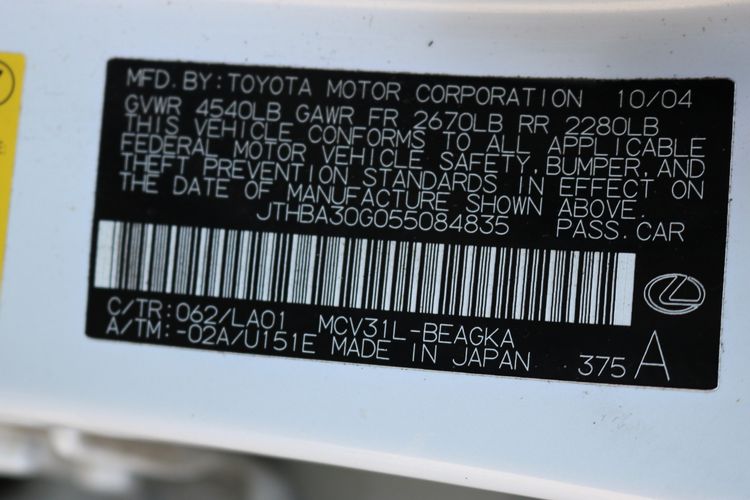 MFD. BY: TOYOTA MOTOR CORPORATION 10/04
GVWR 4540LB GAWR FR 2670LB RR 2280LB
THIS VEHICLE CONFORMS TO ALL APPLICABLE
FEDERAL MOTOR VEHICLE SAFETY, BUMPER, AND
THEFT PREVENTION STANDARDS IN EFFECT ON
THE DATE OF MANUFACTURE SHOWN ABOVE.
JTHBA30G055084835 PASS. CAR
C/TR: 062/LA01 MCV31L-BEAGKA
A/TM: -02A/U151E MADE IN JAPAN 375 A